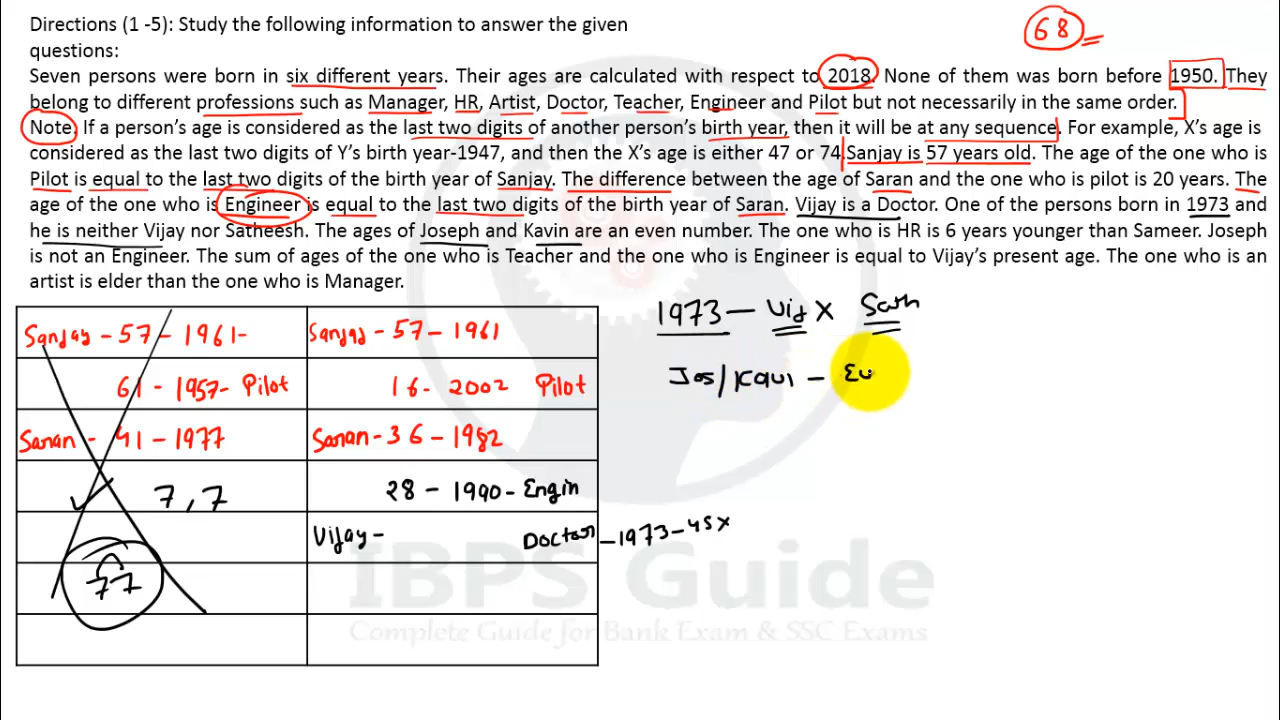 Directions (1 -5): Study the following information to answer the given
questions:
68
Seven persons were born in six different years. Their ages are calculated with respect to 2018. None of them was born before 1950. They
belong to different professions such as Manager, HR, Artist, Doctor, Teacher, Engineer and Pilot but not necessarily in the same order.
Note: If a person's age is considered as the last two digits of another person's birth year, then it will be at any sequence. For example, X's age is
considered as the last two digits of Y's birth year-1947, and then the X's age is either 47 or 74. Sanjay is 57 years old. The age of the one who is
Pilot is equal to the last two digits of the birth year of Sanjay. The difference between the age of Saran and the one who is pilot is 20 years. The
age of the one who is Engineer is equal to the last two digits of the birth year of Saran. Vijay is a Doctor. One of the persons born in 1973 and
he is neither Vijay nor Satheesh. The ages of Joseph and Kavin are an even number. The one who is HR is 6 years younger than Sameer. Joseph
is not an Engineer. The sum of ages of the one who is Teacher and the one who is Engineer is equal to Vijay's present age. The one who is an
artist is elder than the one who is Manager.
Sanjay - 57 - 1961-
Sanjay - 57 - 1961
61 - 1957 - Pilot
16 - 2002 Pilot
Saran - 41 - 1977
Saran - 36 - 1982
7, 7
28 - 1990 - Engin
77
Vijay - Doctor - 1973 - 45 X
1973 - Vij X Sath
Jos/Kavi -
IBPS Guide
Complete Guide for Bank Exam & SSC Exams